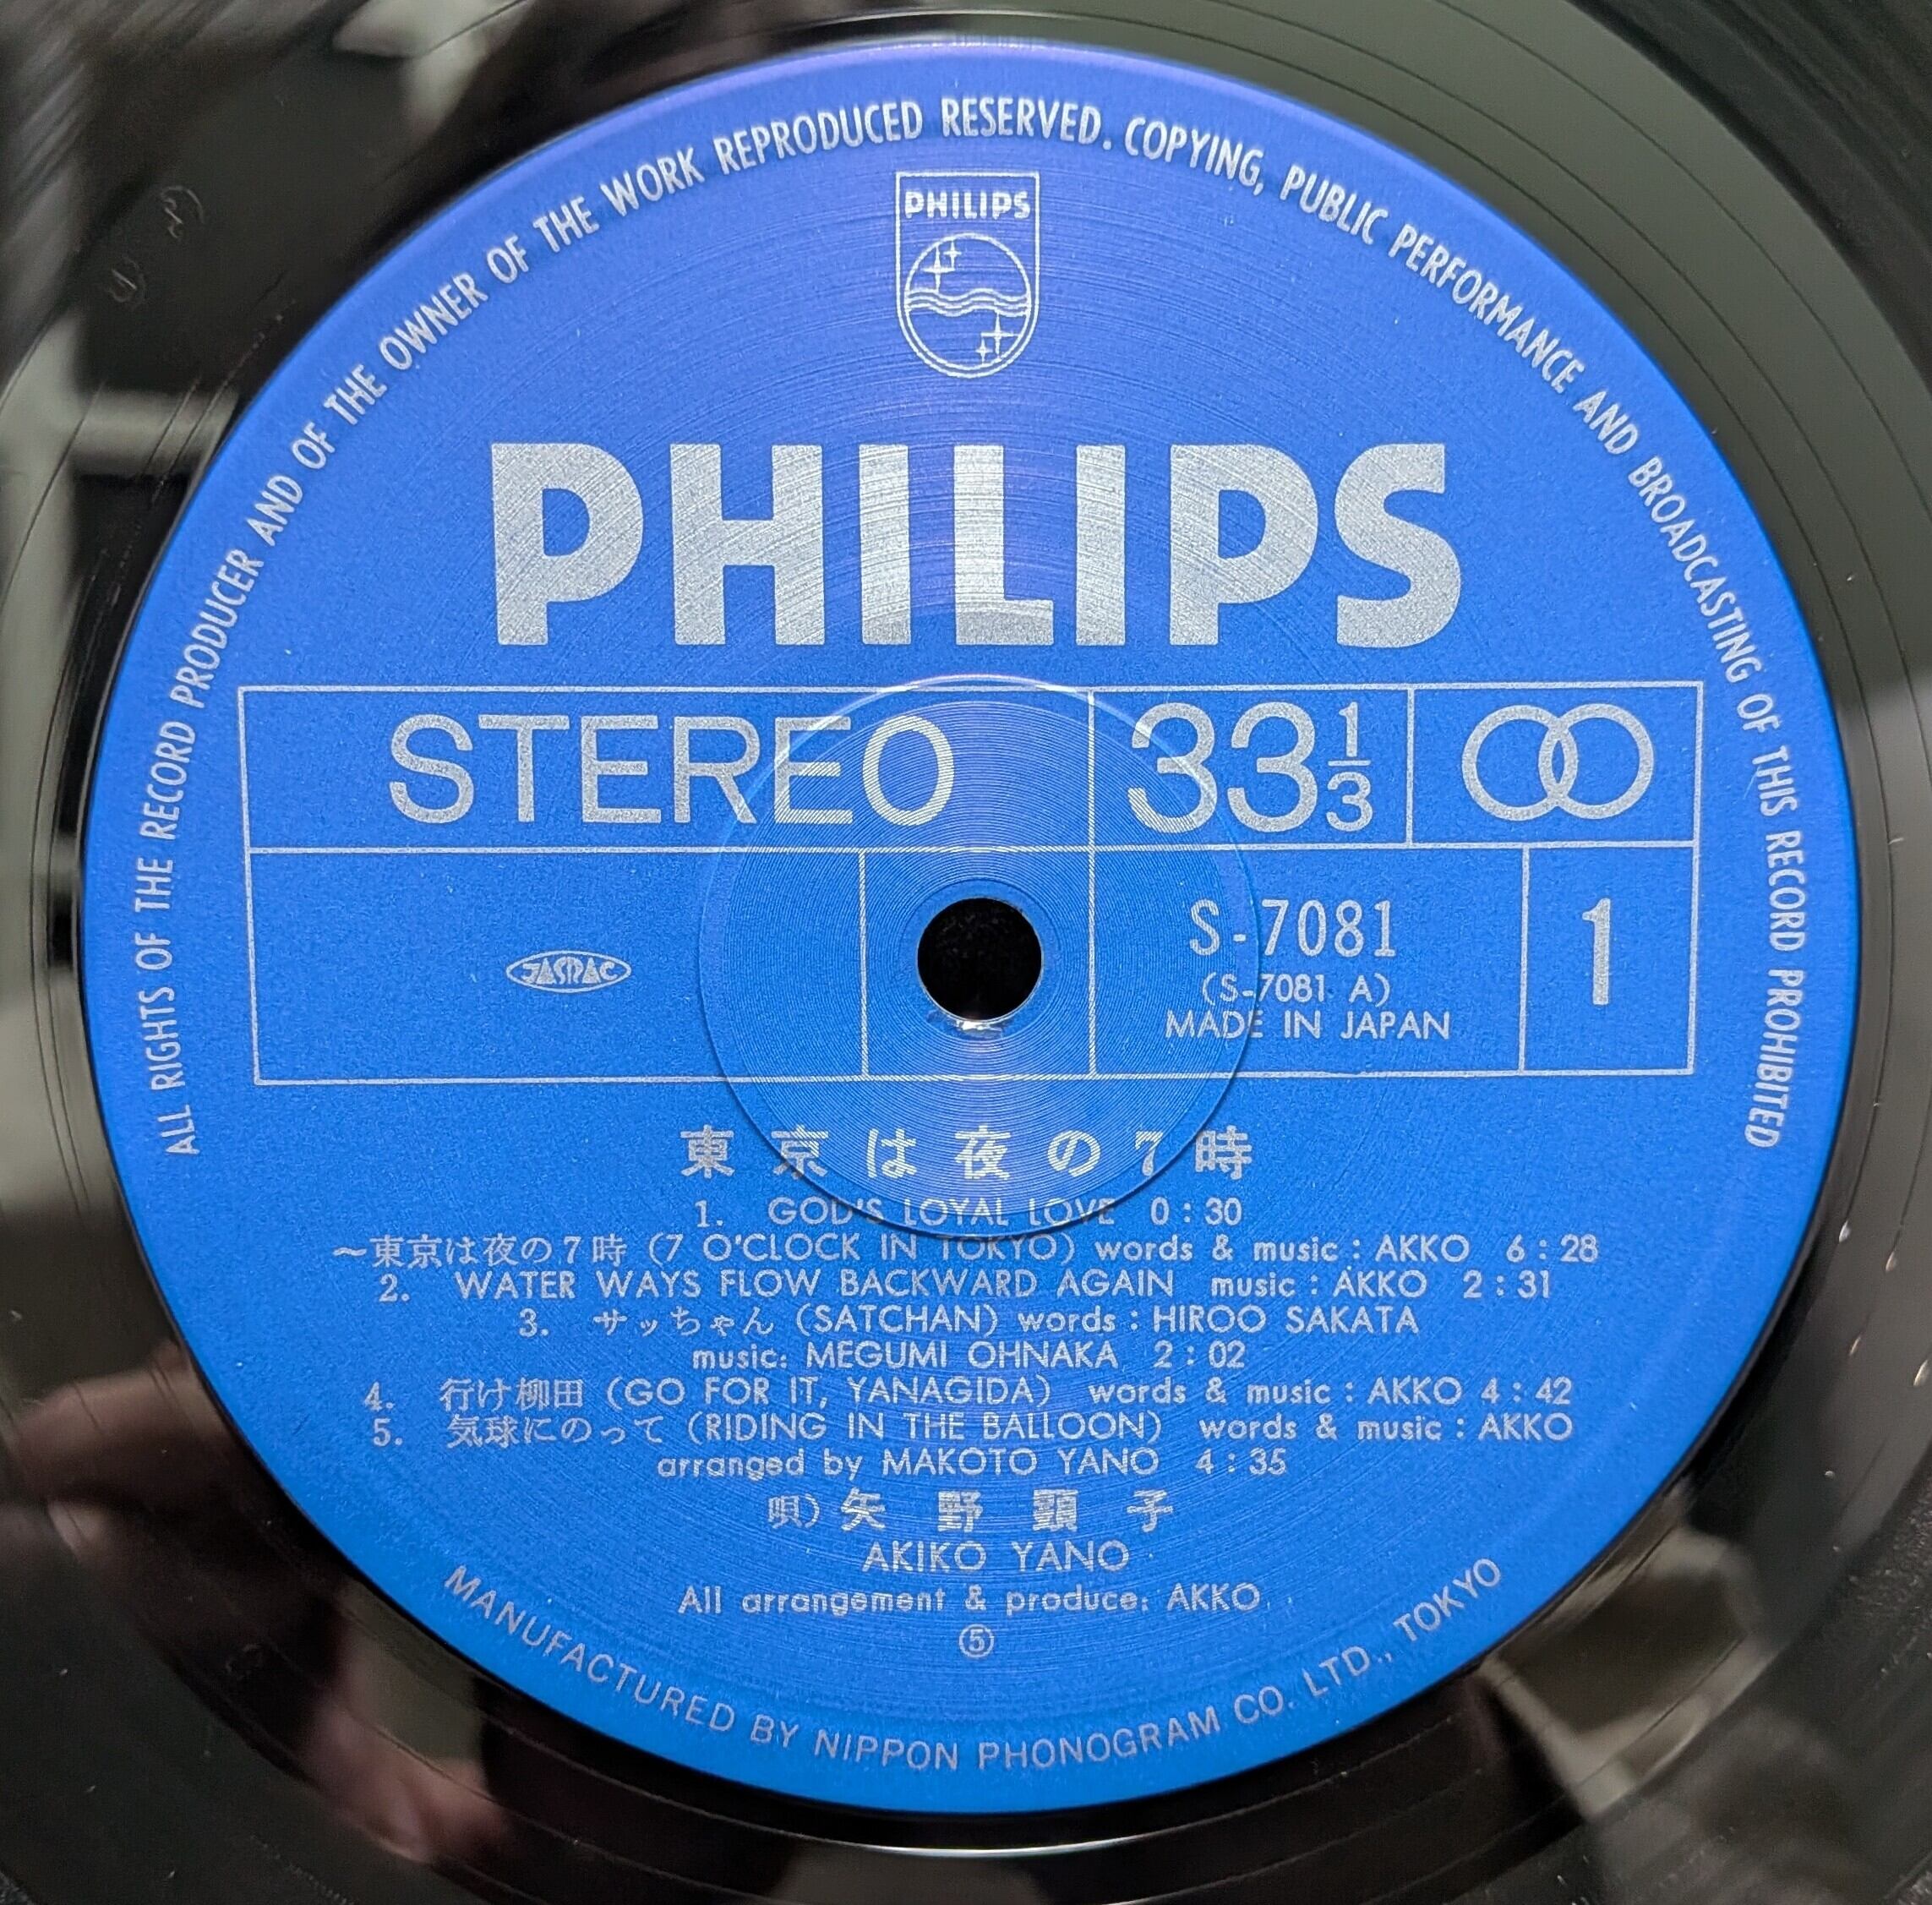 ALL RIGHTS OF THE RECORD PRODUCER AND OF THE OWNER OF THE WORK REPRODUCED RESERVED. COPYING, PUBLIC PERFORMANCE AND BROADCASTING OF THIS RECORD PROHIBITED
PHILIPS
PHILIPS
STEREO 33 1/3
JASRAC
S-7081
(S-7081 A)
MADE IN JAPAN
1
東京は夜の7時
1. GOD'S LOYAL LOVE 0:30
～東京は夜の7時 (7 O'CLOCK IN TOKYO) words & music : AKKO 6:28
2. WATER WAYS FLOW BACKWARD AGAIN music : AKKO 2:31
3. サッちゃん (SATCHAN) words : HIROO SAKATA
music: MEGUMI OHNAKA 2:02
4. 行け柳田 (GO FOR IT, YANAGIDA) words & music : AKKO 4:42
5. 気球にのって (RIDING IN THE BALLOON) words & music : AKKO
arranged by MAKOTO YANO 4:35
唄) 矢野顕子
AKIKO YANO
All arrangement & produce: AKKO
⑤
MANUFACTURED BY NIPPON PHONOGRAM CO. LTD., TOKYO